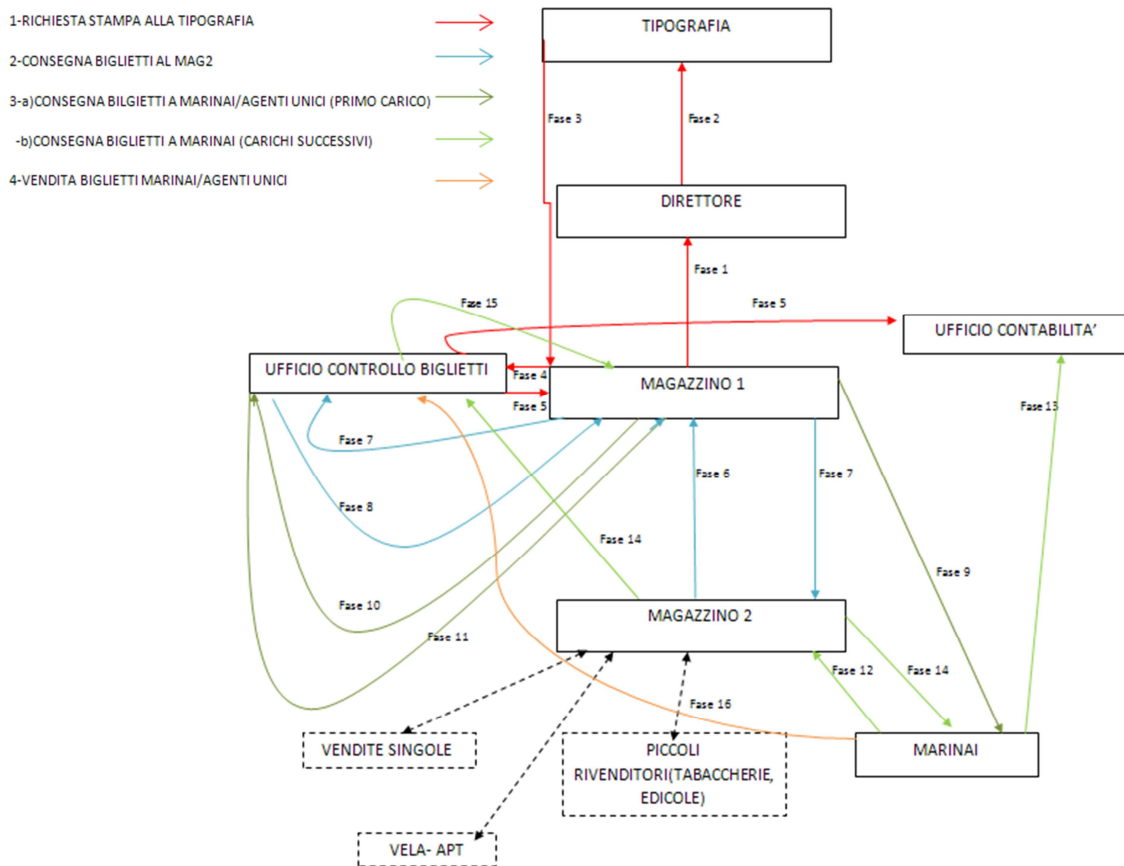 1-RICHIESTA STAMPA ALLA TIPOGRAFIA
2-CONSEGNA BIGLIETTI AL MAG2
3-a)CONSEGNA BILGIETTI A MARINAI/AGENTI UNICI (PRIMO CARICO)
-b)CONSEGNA BIGLIETTI A MARINAI (CARICHI SUCCESSIVI)
4-VENDITA BIGLIETTI MARINAI/AGENTI UNICI
TIPOGRAFIA
Fase 3
Fase 2
DIRETTORE
Fase 1
Fase 15
Fase 5
UFFICIO CONTABILITA'
UFFICIO CONTROLLO BIGLIETTI
Fase 4
MAGAZZINO 1
Fase 5
Fase 13
Fase 7
Fase 6
Fase 7
Fase 8
Fase 14
Fase 9
Fase 10
MAGAZZINO 2
Fase 11
Fase 12
Fase 14
Fase 16
VENDITE SINGOLE
PICCOLI
RIVENDITORI(TABACCHERIE,
EDICOLE)
MARINAI
VELA- APT